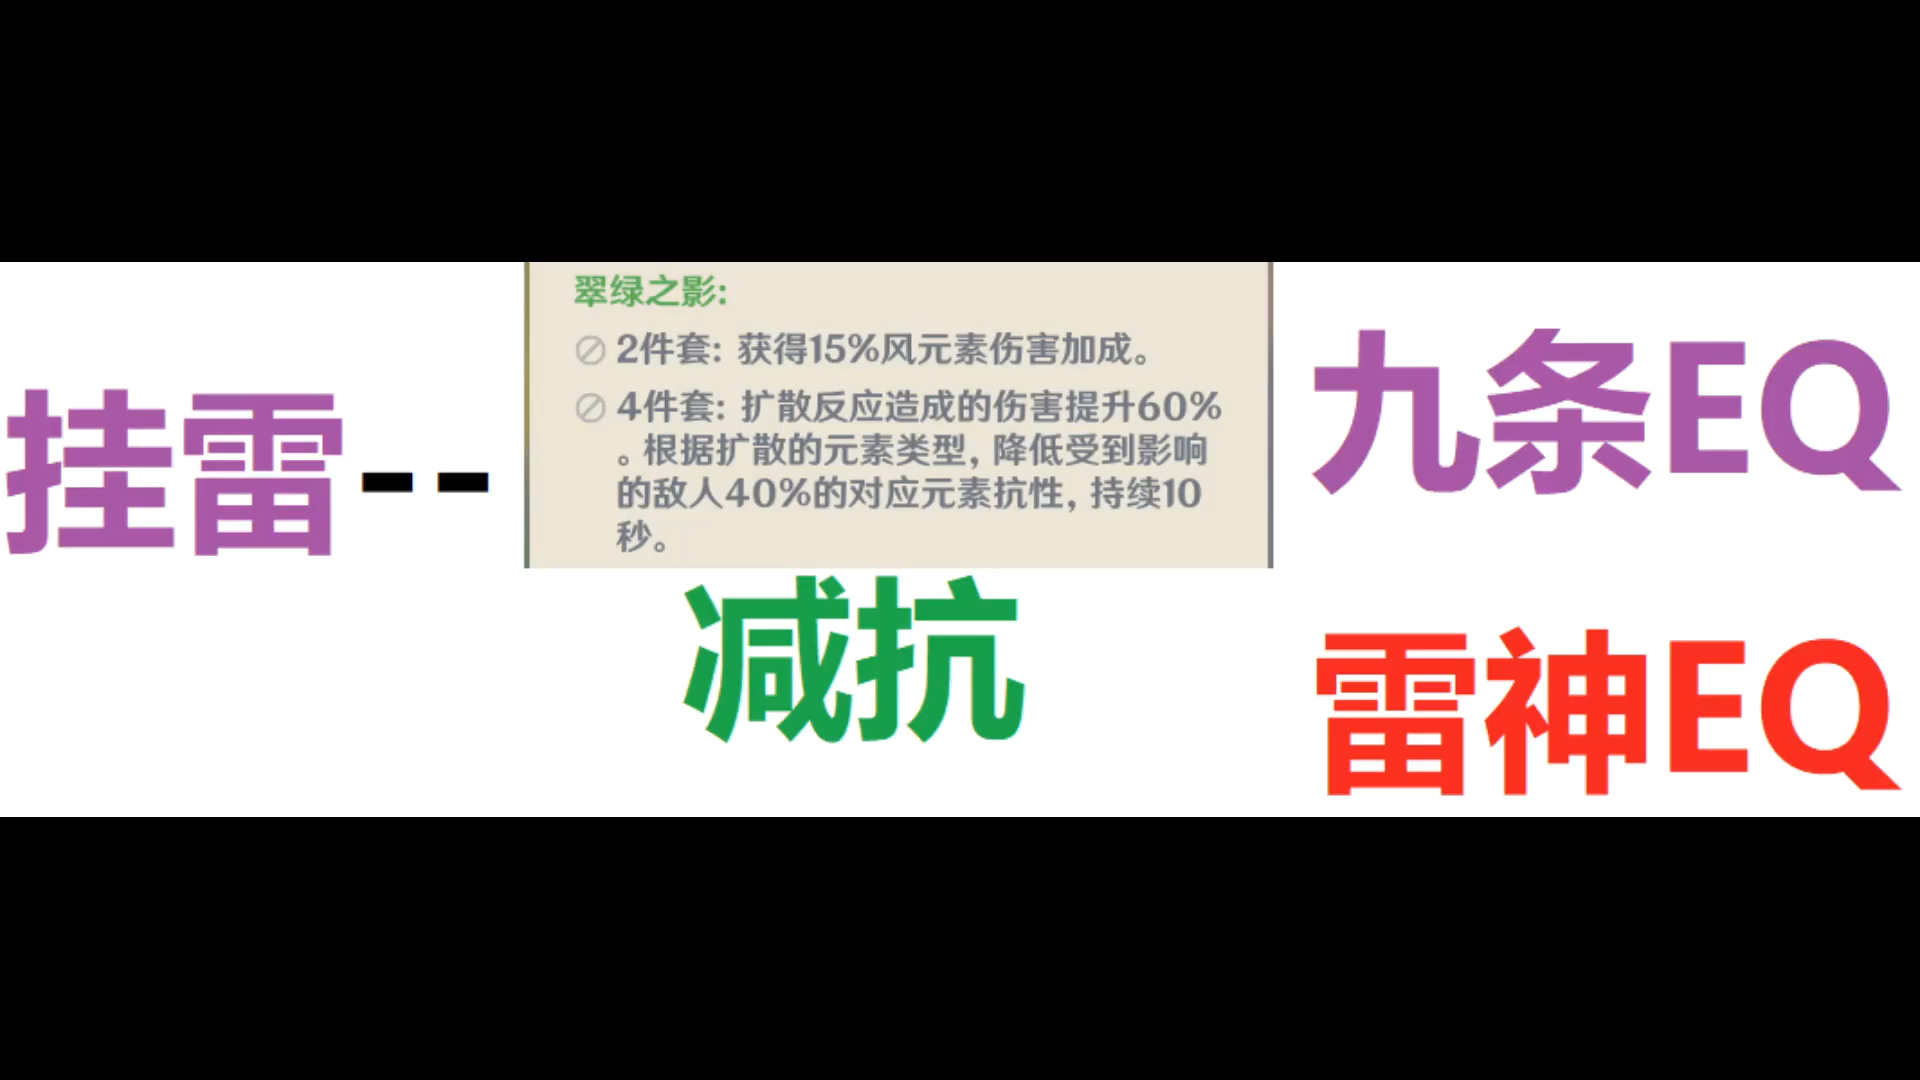 挂雷--
翠绿之影:
2件套: 获得15%风元素伤害加成。
4件套: 扩散反应造成的伤害提升60%
。根据扩散的元素类型, 降低受到影响
的敌人40%的对应元素抗性, 持续10
秒。
减抗
九条EQ
雷神EQ